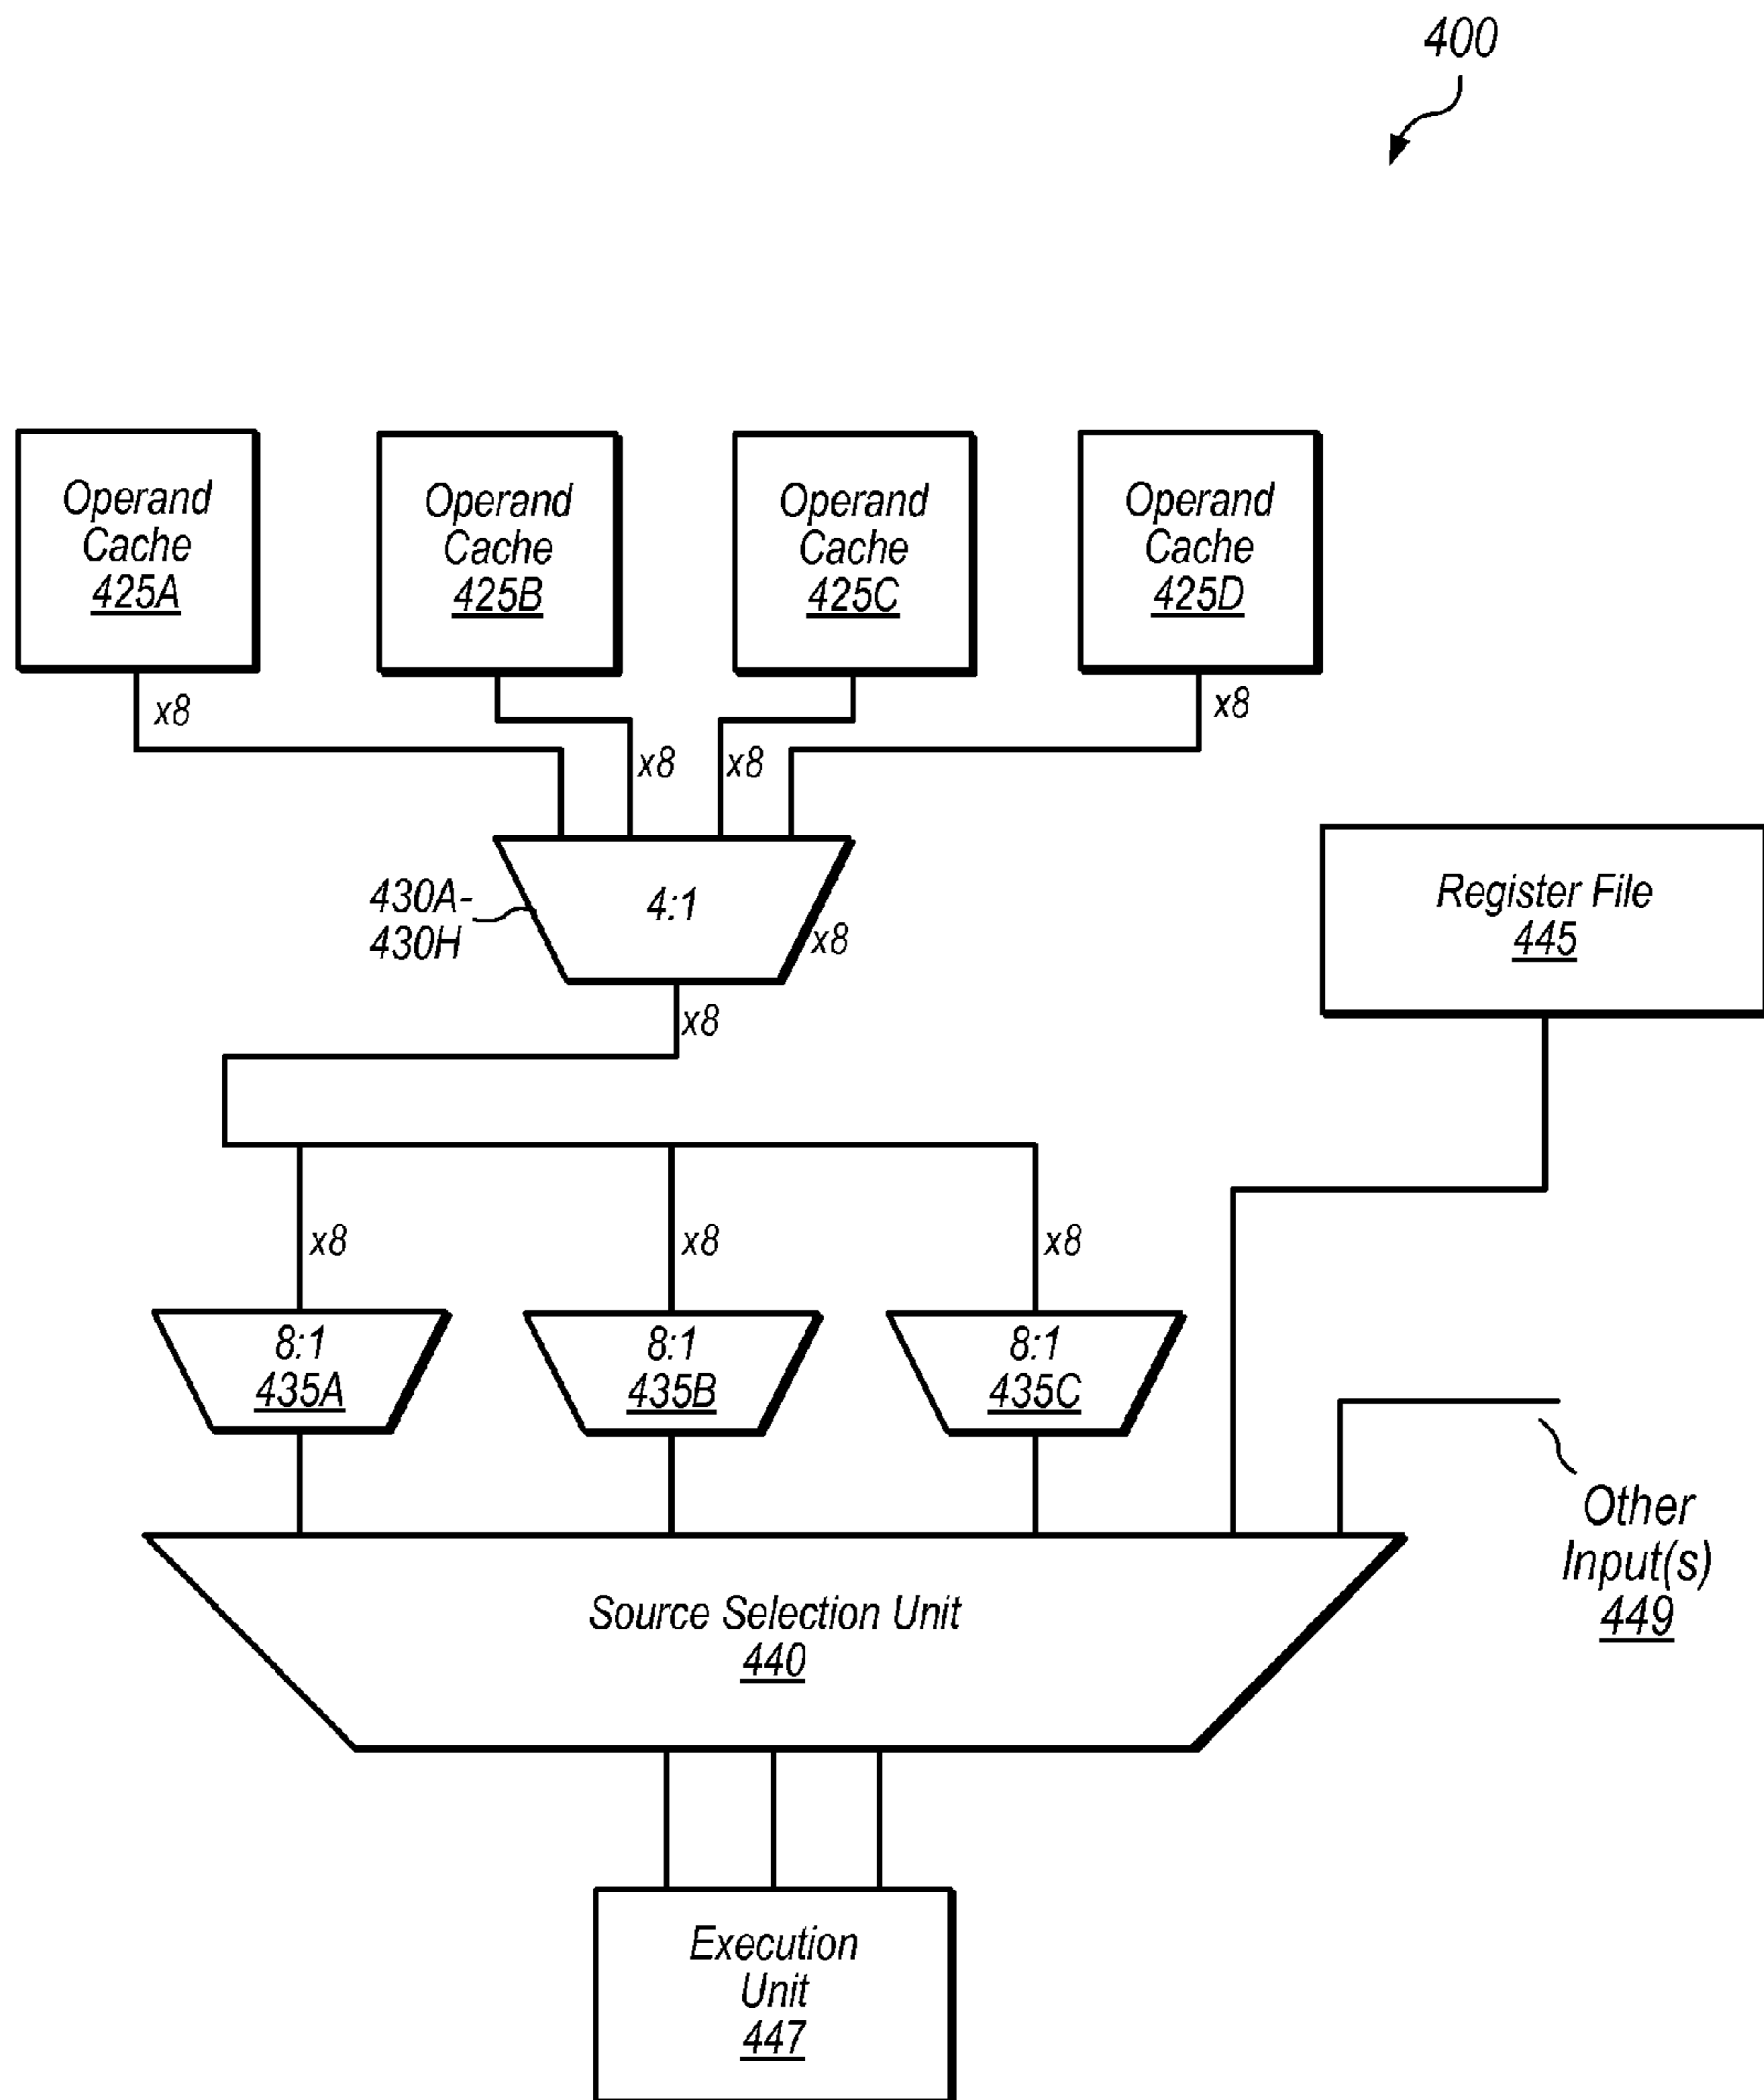 400
Operand
Cache
425A
Operand
Cache
425B
Operand
Cache
425C
Operand
Cache
425D
x8
x8
x8
x8
430A-
430H
4:1
x8
x8
Register File
445
x8
x8
x8
8:1
435A
8:1
435B
8:1
435C
Other
Input(s)
449
Source Selection Unit
440
Execution
Unit
447